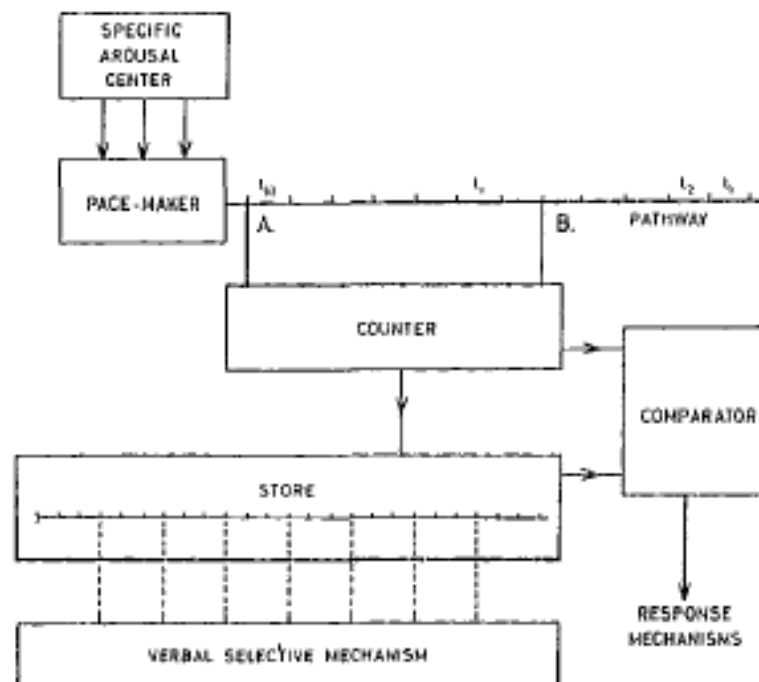 SPECIFIC
AROUSAL
CENTER
PACE-MAKER
A.
B.
PATHWAY
COUNTER
COMPARATOR
STORE
VERBAL SELECTIVE MECHANISM
RESPONSE
MECHANISMS